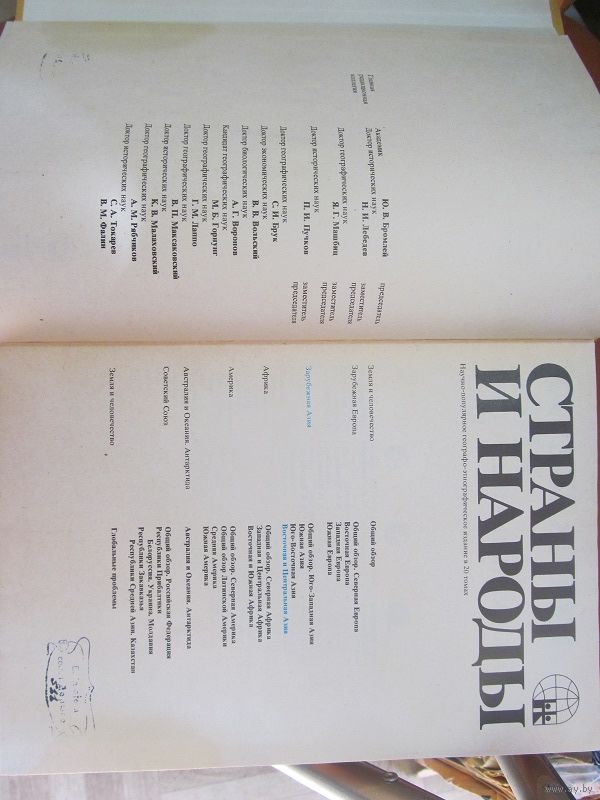 Главная
редакционная
коллегия
Академик
Ю. В. Бромлей
председатель
Доктор исторических наук
Н. И. Лебедев
заместитель
председателя
Доктор географических наук
Я. Г. Машбиц
заместитель
председателя
Доктор исторических наук
П. И. Пучков
заместитель
председателя
Доктор географических наук
С. И. Брук
Доктор экономических наук
В. В. Вольский
Доктор биологических наук
А. Г. Воронов
Кандидат географических наук
М. Б. Горнунг
Доктор географических наук
Г. М. Лаппо
Доктор географических наук
В. П. Максаковский
Доктор исторических наук
К. В. Малаховский
Доктор географических наук
А. М. Рябчиков
Доктор исторических наук
С. А. Токарев
В. М. Фалин
СТРАНЫ
И НАРОДЫ
Научно-популярное географо-этнографическое издание в 20 томах
Земля и человечество
Общий обзор
Зарубежная Европа
Общий обзор. Северная Европа
Восточная Европа
Западная Европа
Южная Европа
Зарубежная Азия
Общий обзор. Юго-Западная Азия
Южная Азия
Юго-Восточная Азия
Восточная и Центральная Азия
Африка
Общий обзор. Северная Африка
Западная и Центральная Африка
Восточная и Южная Африка
Америка
Общий обзор. Северная Америка
Общий обзор Латинской Америки
Средняя Америка
Южная Америка
Австралия и Океания. Антарктида
Австралия и Океания. Антарктида
Советский Союз
Общий обзор. Российская Федерация
Республики Прибалтики
Белоруссия. Украина. Молдавия
Республики Закавказья
Республики Средней Азии. Казахстан
Земля и человечество
Глобальные проблемы
www.ay.by